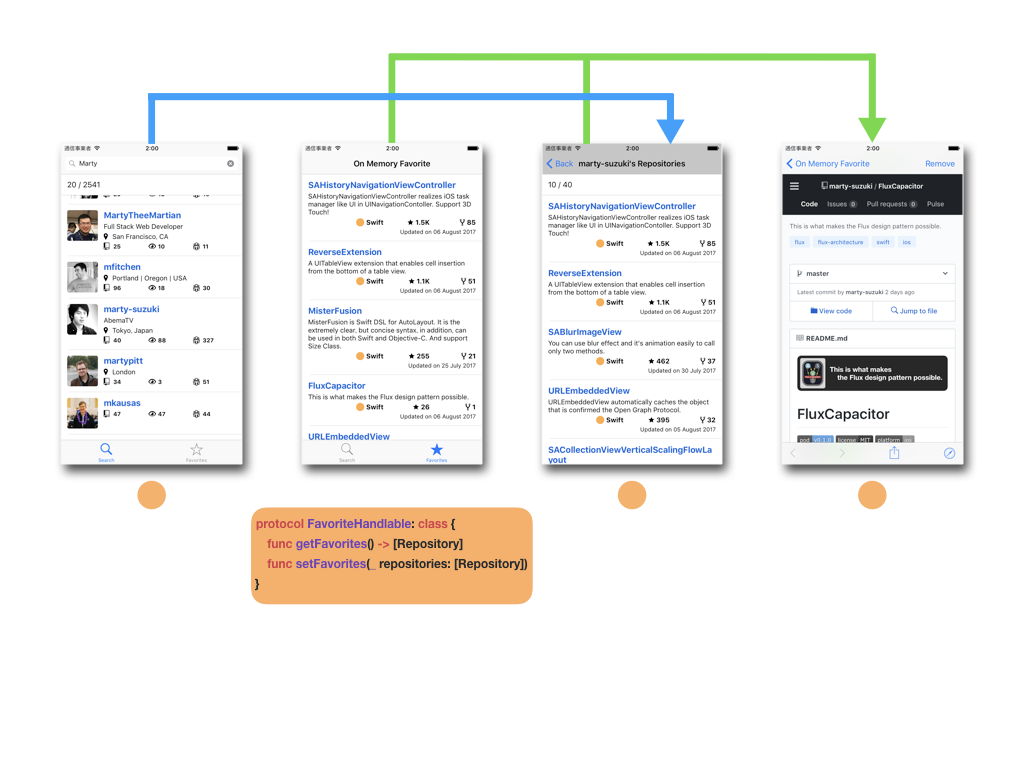 通信事業者 2:00
Marty
20 / 2541
MartyTheeMartian
Full Stack Web Developer
San Francisco, CA
25 10 11
mfitchen
Portland | Oregon | USA
96 18 30
marty-suzuki
AbemaTV
Tokyo, Japan
40 88 327
martypitt
London
34 3 51
mkausas
47 47 44
Search Favorites
通信事業者 2:00
On Memory Favorite
SAHistoryNavigationViewController
SAHistoryNavigationViewController realizes iOS task
manager like UI in UINavigationContoller. Support 3D
Touch!
Swift ★ 1.5K 85
Updated on 06 August 2017
ReverseExtension
A UITableView extension that enables cell insertion
from the bottom of a table view.
Swift ★ 1.1K 51
Updated on 06 August 2017
MisterFusion
MisterFusion is Swift DSL for AutoLayout. It is the
extremely clear, but concise syntax, in addition, can
be used in both Swift and Objective-C. And support
Size Class.
Swift ★ 255 21
Updated on 25 July 2017
FluxCapacitor
This is what makes the Flux design pattern possible.
Swift ★ 26 1
Updated on 06 August 2017
URLEmbeddedView
Search Favorites
通信事業者 2:00
Back marty-suzuki's Repositories
10 / 40
SAHistoryNavigationViewController
SAHistoryNavigationViewController realizes iOS task
manager like UI in UINavigationContoller. Support 3D
Touch!
Swift ★ 1.5K 85
Updated on 06 August 2017
ReverseExtension
A UITableView extension that enables cell insertion
from the bottom of a table view.
Swift ★ 1.1K 51
Updated on 06 August 2017
SABlurImageView
You can use blur effect and it's animation easily to call
only two methods.
Swift ★ 462 37
Updated on 30 July 2017
URLEmbeddedView
URLEmbeddedView automatically caches the object
that is confirmed the Open Graph Protocol.
Swift ★ 395 32
Updated on 05 August 2017
SACollectionViewVerticalScalingFlowLa
yout
通信事業者 2:00
On Memory Favorite Remove
marty-suzuki / FluxCapacitor
Code Issues 0 Pull requests 0 Pulse
This is what makes the Flux design pattern possible.
flux flux-architecture swift ios
master
Latest commit by marty-suzuki 2 days ago
View code Jump to file
README.md
This is what makes
the Flux design pattern possible.
FluxCapacitor
pod v0.1.0 license MIT platform ios
protocol FavoriteHandlable: class {
func getFavorites() -> [Repository]
func setFavorites(_ repositories: [Repository])
}